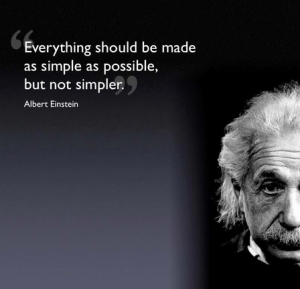 “Everything should be made
as simple as possible,
but not simpler.”
Albert Einstein